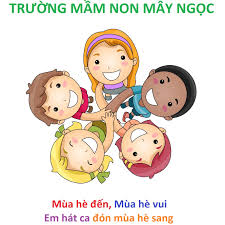 TRƯỜNG MẦM NON MÂY NGỌC
Mùa hè đến, Mùa hè vui
Em hát ca đón mùa hè sang